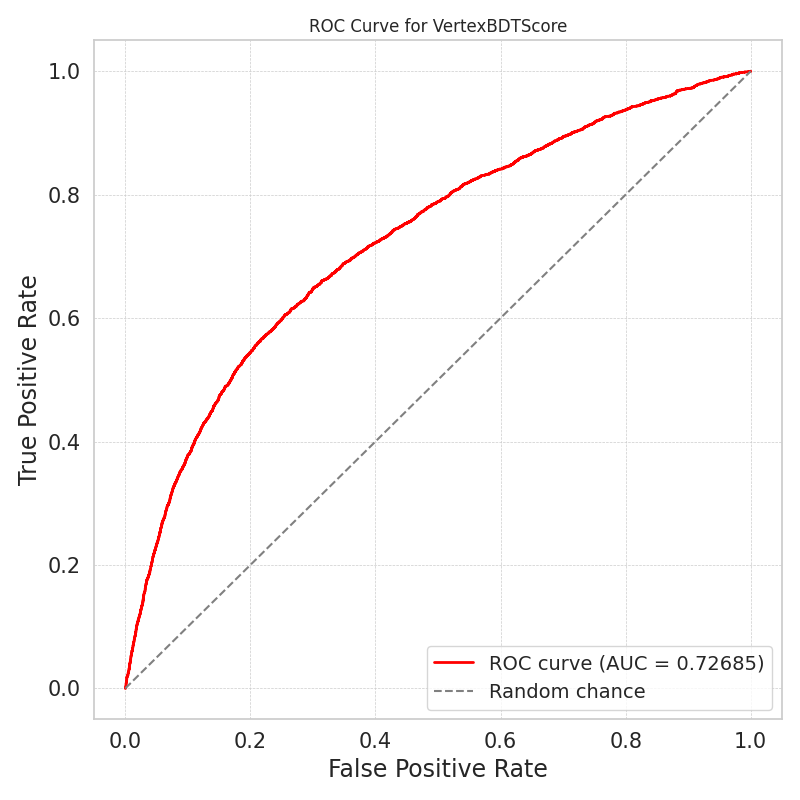 ROC Curve for VertexBDTScore
1.0
0.8
0.6
0.4
0.2
0.0
True Positive Rate
ROC curve (AUC = 0.72685)
Random chance
0.0 0.2 0.4 0.6 0.8 1.0
False Positive Rate